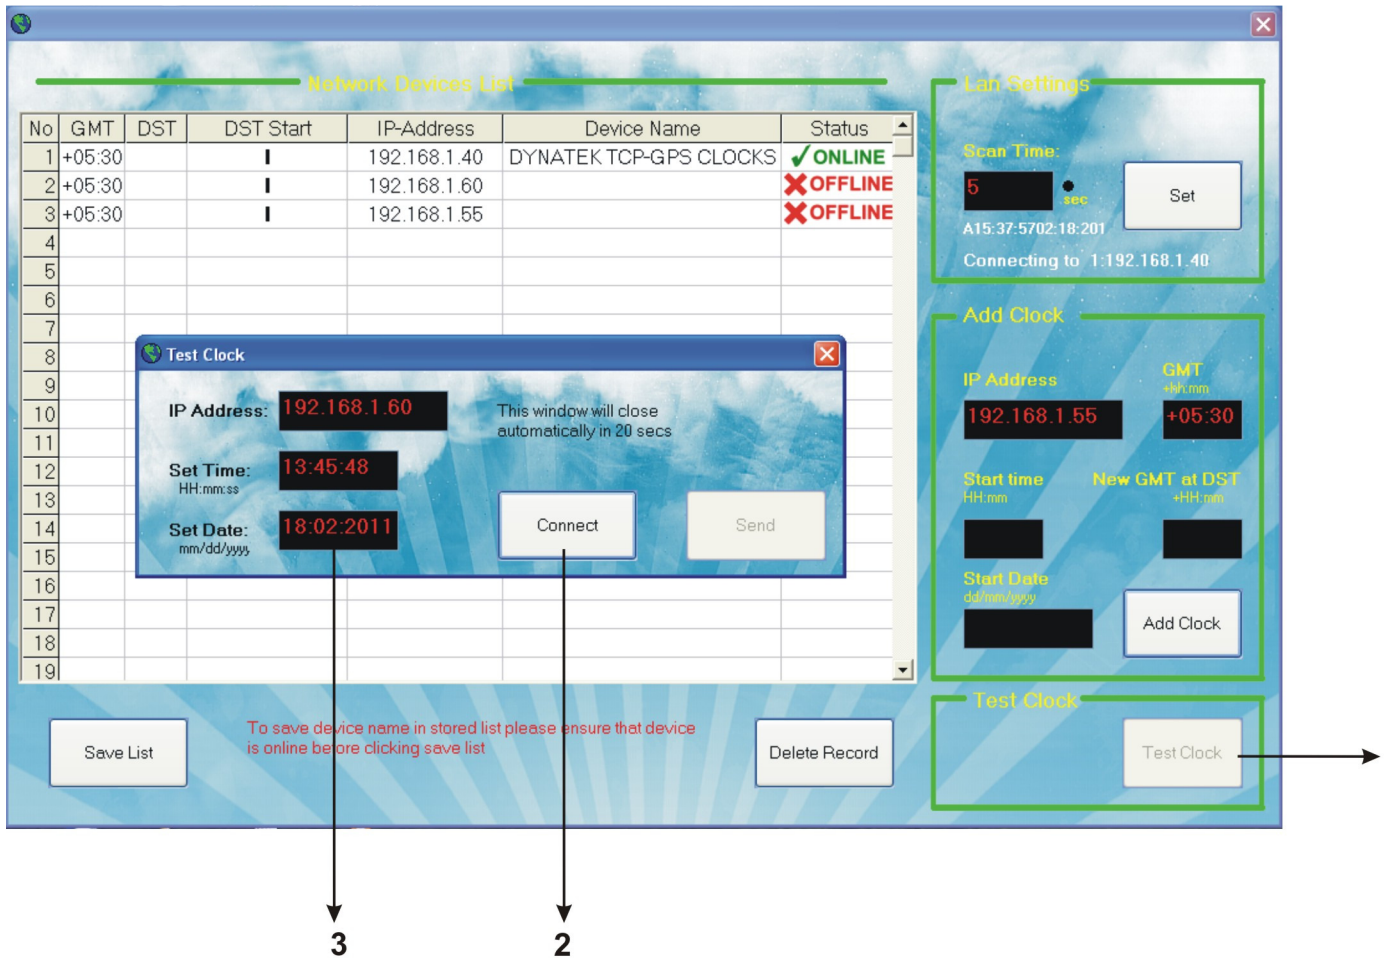 Network Devices List
No GMT DST DST Start IP-Address Device Name Status
1 +05:30 I 192.168.1.40 DYNATEK TCP-GPS CLOCKS ONLINE
2 +05:30 I 192.168.1.60 OFFLINE
3 +05:30 I 192.168.1.55 OFFLINE
4
5
6
7
8
9
10
11
12
13
14
15
16
17
18
19
Test Clock
IP Address: 192.168.1.60
This window will close
automatically in 20 secs
Set Time: 13:45:48
HH:mm:ss
Set Date: 18:02:2011
mm/dd/yyyy
Connect
Send
Save List
To save device name in stored list please ensure that device
is online before clicking save list
Delete Record
Lan Settings
Scan Time:
5 sec
Set
A15:37:5702:18:201
Connecting to 1:192.168.1.40
Add Clock
IP Address
GMT
+hh:mm
192.168.1.55 +05:30
Start time New GMT at DST
HH:mm +HH:mm
Start Date
dd/mm/yyyy
Add Clock
Test Clock
Test Clock
3 2